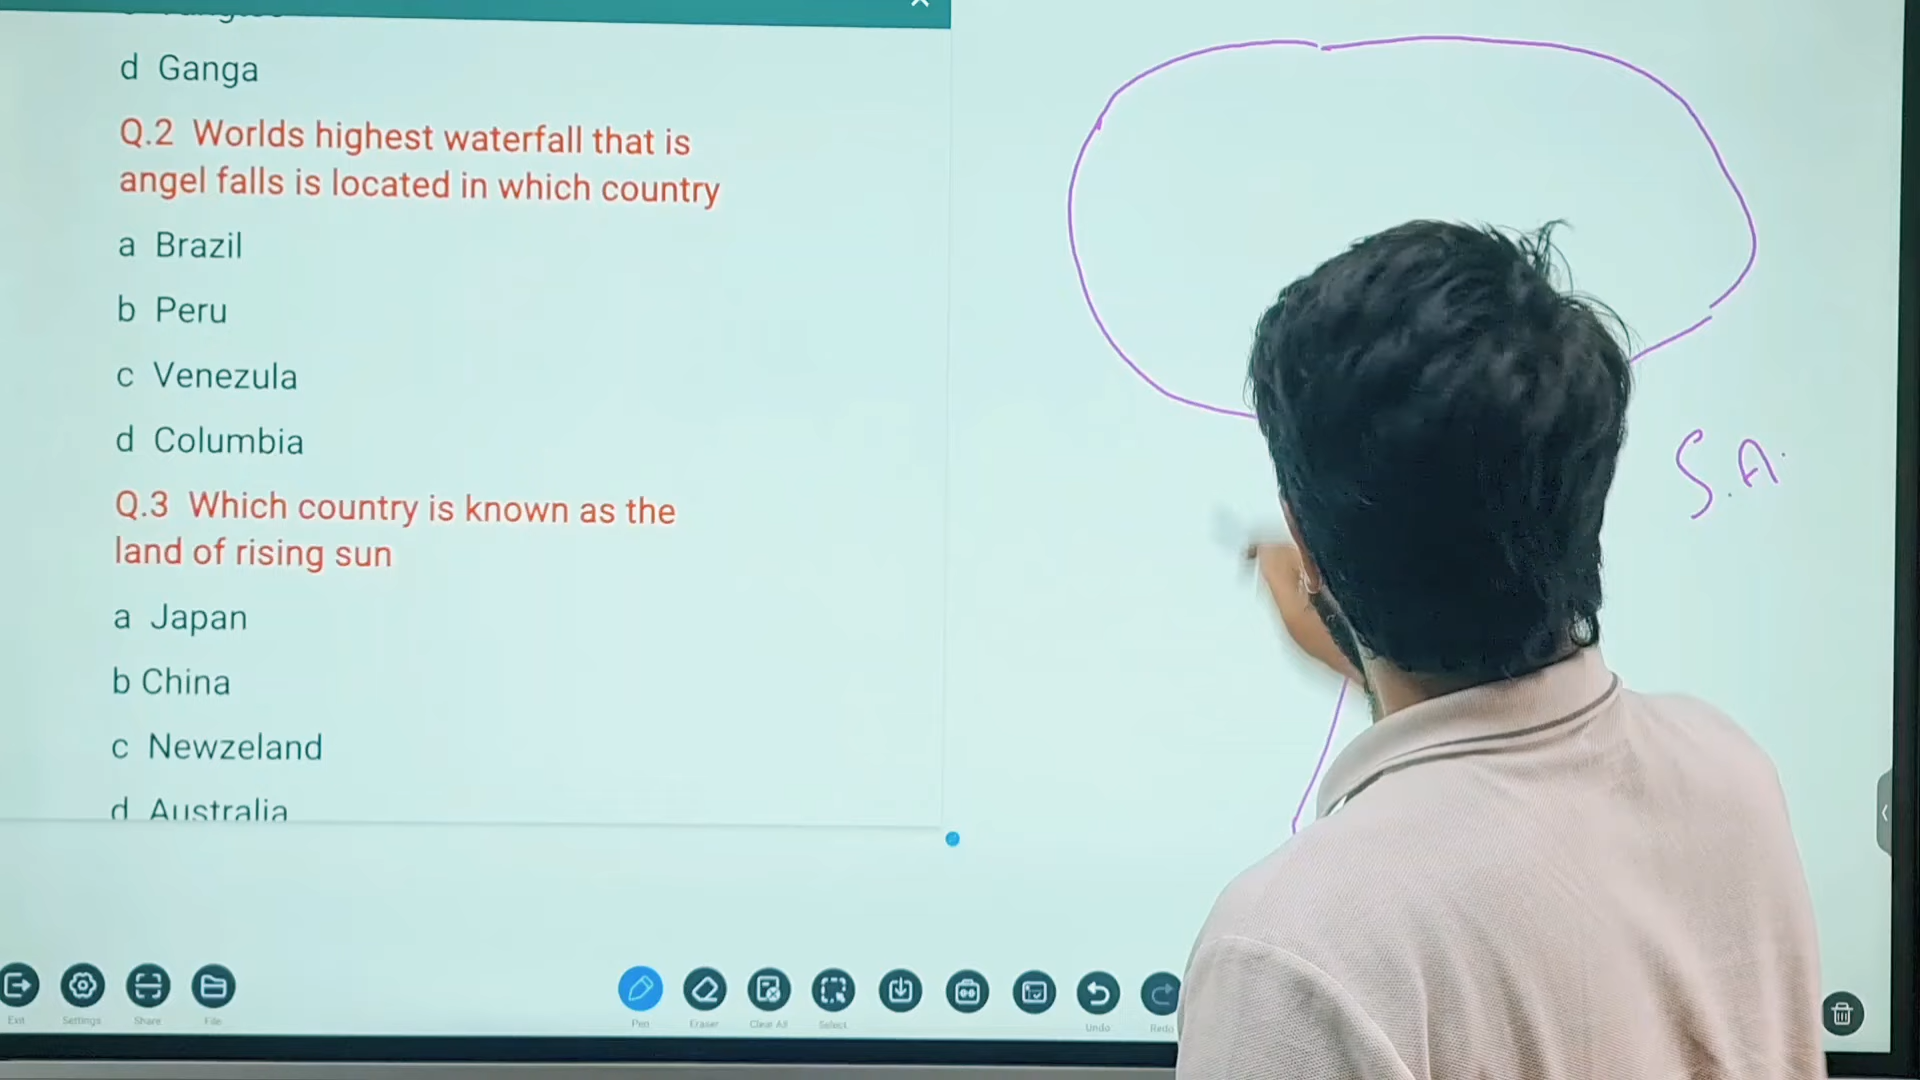 d Ganga
Q.2 Worlds highest waterfall that is
angel falls is located in which country
a Brazil
b Peru
c Venezula
d Columbia
Q.3 Which country is known as the
land of rising sun
a Japan
b China
c Newzeland
d Australia
S.A.
Exit Settings Share File Pen Eraser Clear All Select Undo Redo